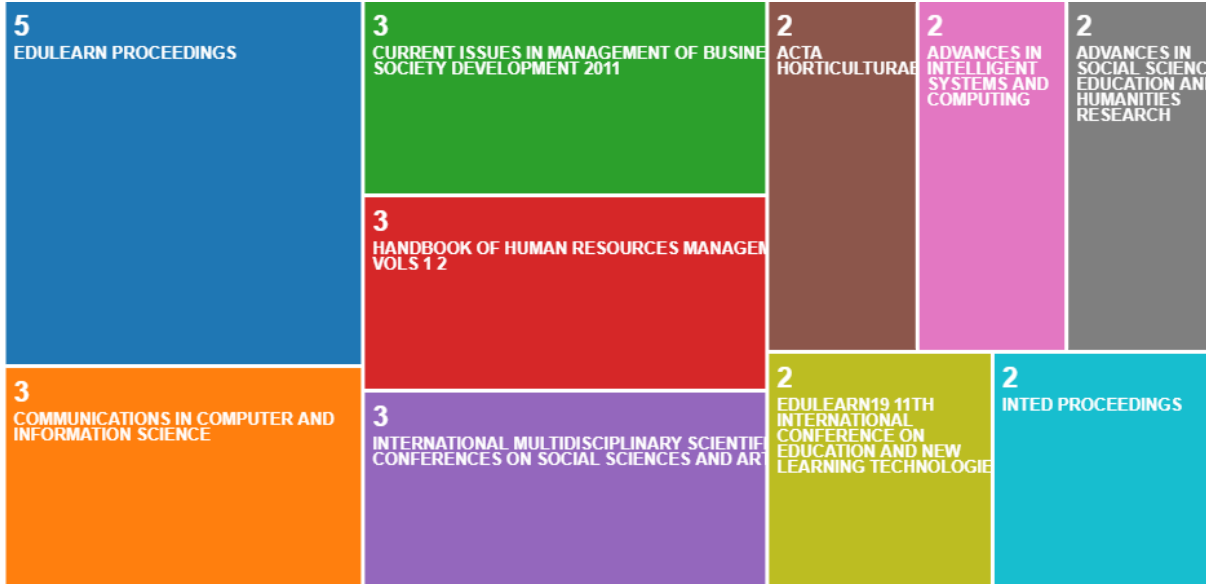 5
EDULEARN PROCEEDINGS
3
COMMUNICATIONS IN COMPUTER AND
INFORMATION SCIENCE
3
CURRENT ISSUES IN MANAGEMENT OF BUSINE
SOCIETY DEVELOPMENT 2011
3
HANDBOOK OF HUMAN RESOURCES MANAGEM
VOLS 1 2
3
INTERNATIONAL MULTIDISCIPLINARY SCIENTIFI
CONFERENCES ON SOCIAL SCIENCES AND ART
2
ACTA
HORTICULTURAE
2
ADVANCES IN
INTELLIGENT
SYSTEMS AND
COMPUTING
2
ADVANCES IN
SOCIAL SCIENC
EDUCATION AND
HUMANITIES
RESEARCH
2
EDULEARN19 11TH
INTERNATIONAL
CONFERENCE ON
EDUCATION AND NEW
LEARNING TECHNOLOGIE
2
INTED PROCEEDINGS